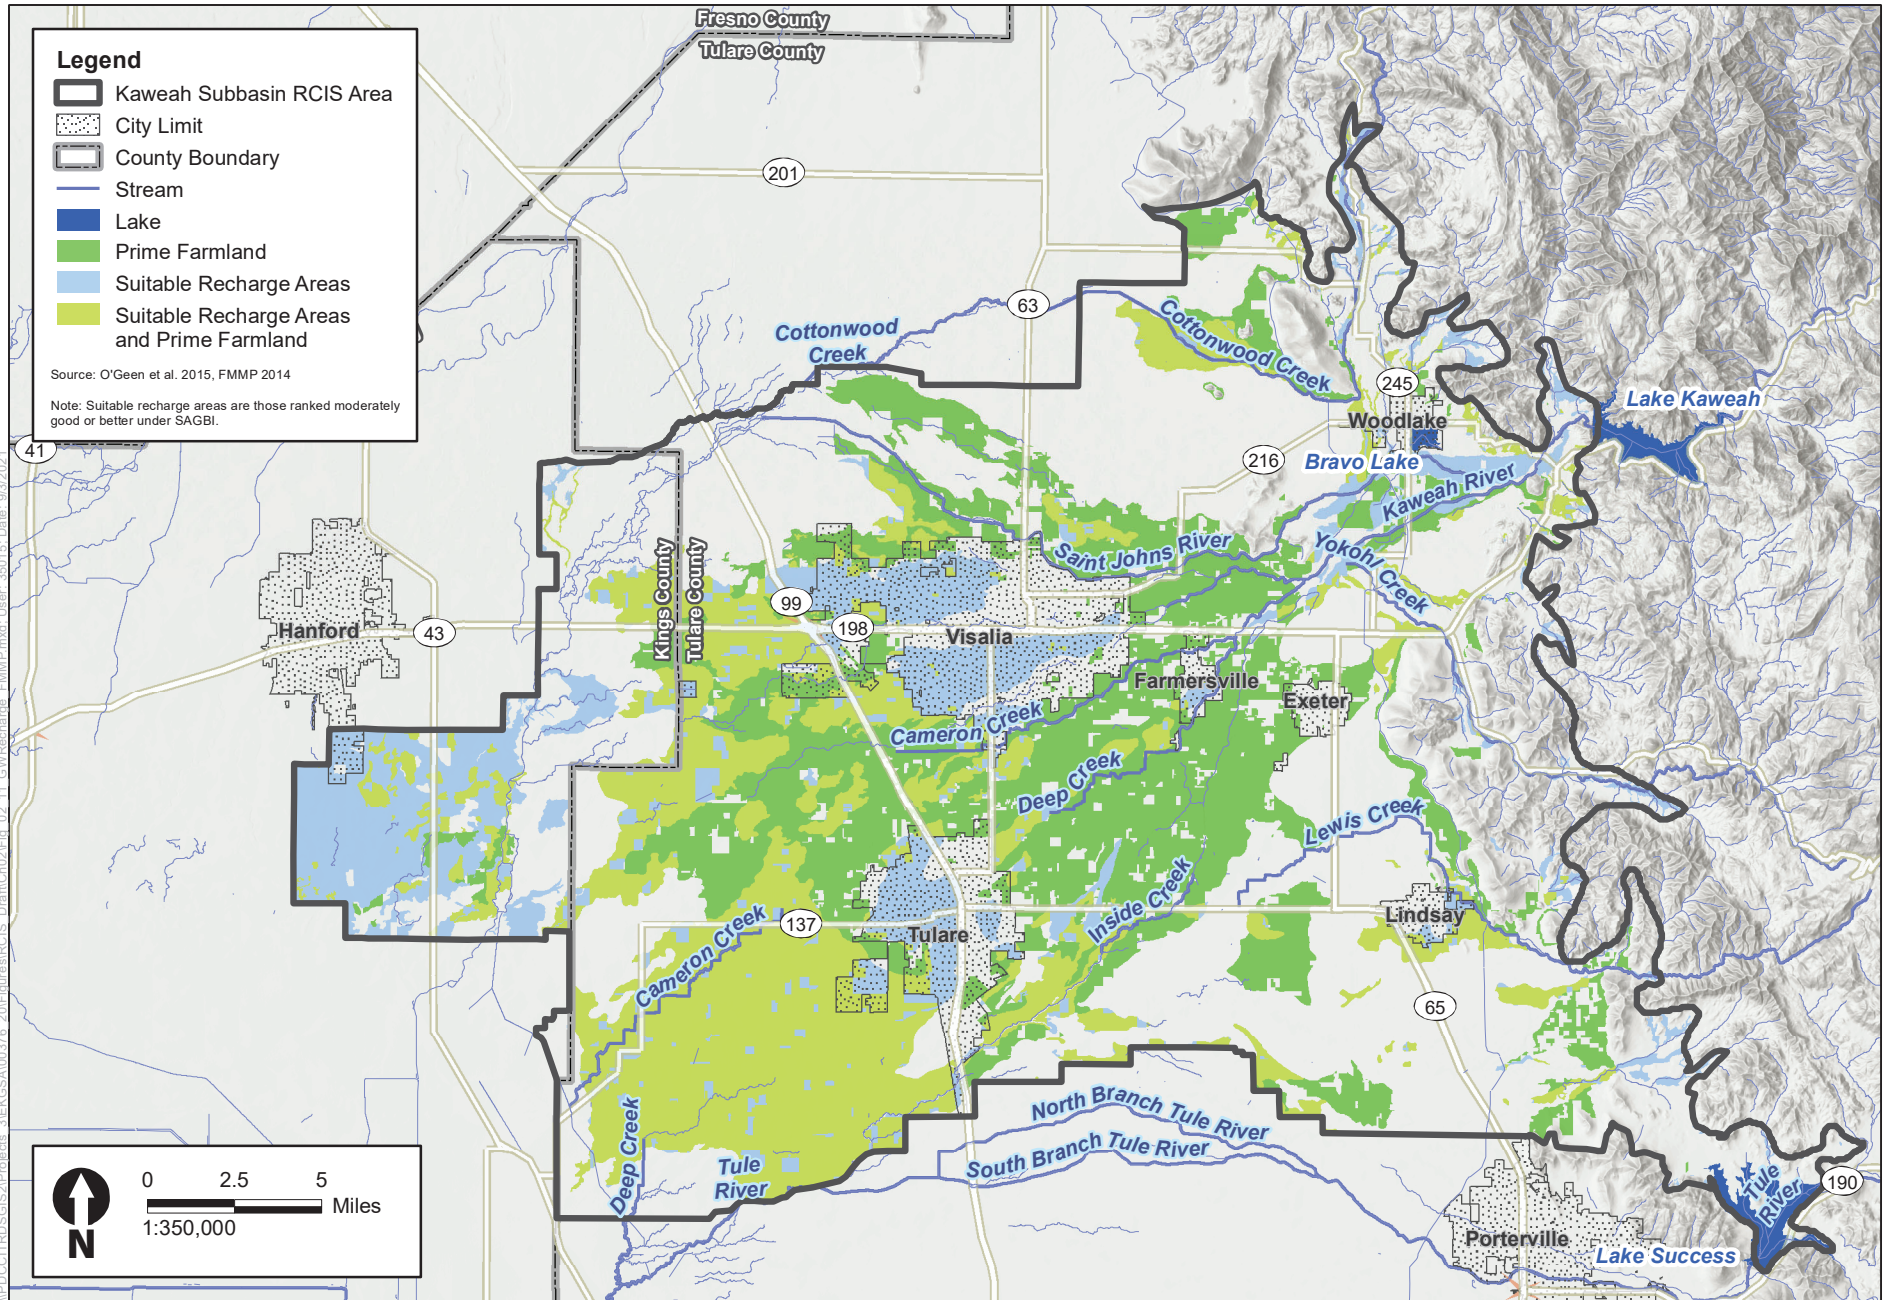 Fresno County
Tulare County
Legend
Kaweah Subbasin RCIS Area
City Limit
County Boundary
Stream
Lake
Prime Farmland
Suitable Recharge Areas
Suitable Recharge Areas
and Prime Farmland
Source: O'Geen et al. 2015, FMMP 2014
Note: Suitable recharge areas are those ranked moderately
good or better under SAGBI.
201
63
Cottonwood
Creek
Cottonwood Creek
245
Woodlake
Lake Kaweah
41
216
Bravo Lake
Kaweah River
Saint Johns River
Yokohl Creek
Kings County
Tulare County
99
198
Hanford
43
Visalia
Farmersville
Exeter
Cameron Creek
Deep Creek
Lewis Creek
Inside Creek
Lindsay
Cameron Creek
137
Tulare
65
North Branch Tule River
South Branch Tule River
Deep Creek
Tule
River
Tule
River
190
Porterville
Lake Success
0 2.5 5
Miles
1:350,000
N